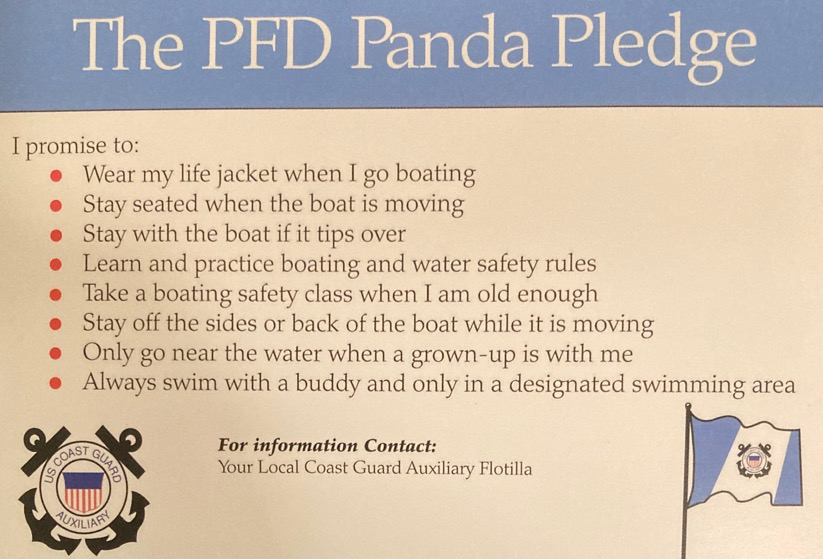 The PFD Panda Pledge
I promise to:
• Wear my life jacket when I go boating
• Stay seated when the boat is moving
• Stay with the boat if it tips over
• Learn and practice boating and water safety rules
• Take a boating safety class when I am old enough
• Stay off the sides or back of the boat while it is moving
• Only go near the water when a grown-up is with me
• Always swim with a buddy and only in a designated swimming area
For information Contact:
Your Local Coast Guard Auxiliary Flotilla
US COAST GUARD
AUXILIARY